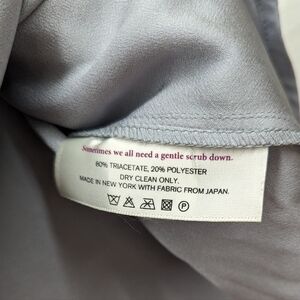 Sometimes we all need a gentle scrub down.
80% TRIACETATE, 20% POLYESTER
DRY CLEAN ONLY.
MADE IN NEW YORK WITH FABRIC FROM JAPAN.
P